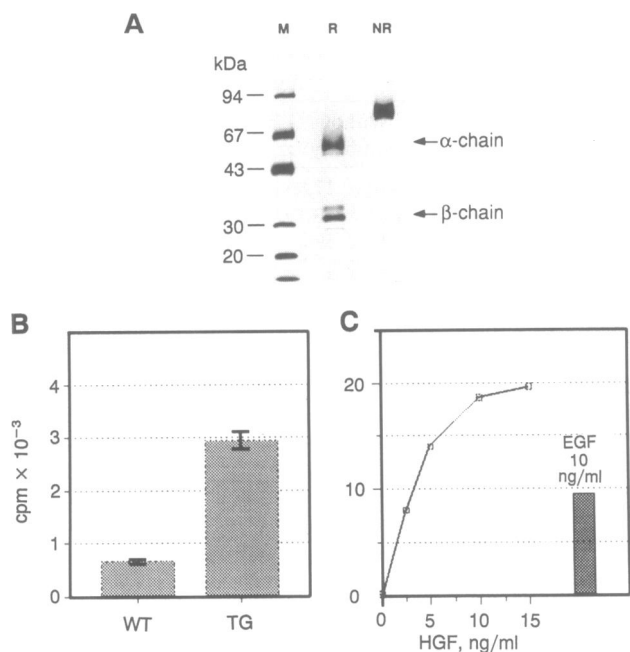 A
M R NR
kDa
94
67
43
30
20
←α-chain
←β-chain
B
cpm × 10⁻³
4
3
2
1
0
WT TG
C
20
10
0
EGF
10
ng/ml
0 5 10 15
HGF, ng/ml